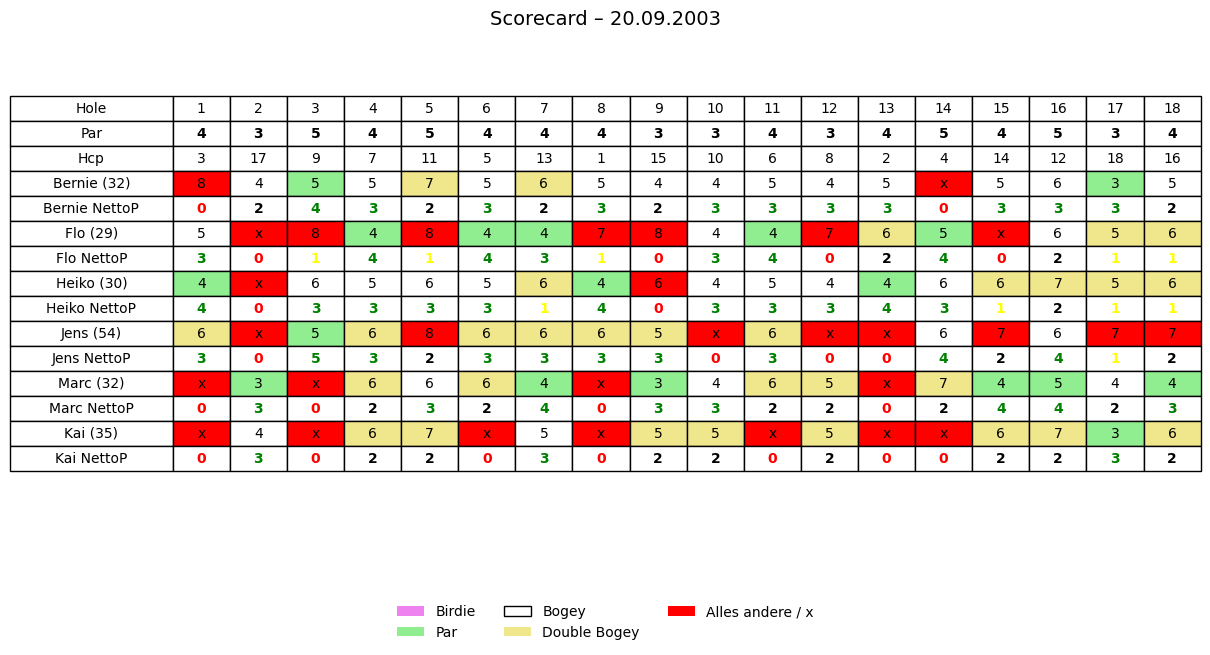 Scorecard – 20.09.2003
Hole 1 2 3 4 5 6 7 8 9 10 11 12 13 14 15 16 17 18
Par 4 3 5 4 5 4 4 4 3 3 4 3 4 5 4 5 3 4
Hcp 3 17 9 7 11 5 13 1 15 10 6 8 2 4 14 12 18 16
Bernie (32) 8 4 5 5 7 5 6 5 4 4 5 4 5 x 5 6 3 5
Bernie NettoP 0 2 4 3 2 3 2 3 2 3 3 3 3 0 3 3 3 2
Flo (29) 5 x 8 4 8 4 4 7 8 4 4 7 6 5 x 6 5 6
Flo NettoP 3 0 1 4 1 4 3 1 0 3 4 0 2 4 0 2 1 1
Heiko (30) 4 x 6 5 6 5 6 4 6 4 5 4 4 6 6 7 5 6
Heiko NettoP 4 0 3 3 3 3 1 4 0 3 3 3 4 3 1 2 1 1
Jens (54) 6 x 5 6 8 6 6 6 5 x 6 x x 6 7 6 7 7
Jens NettoP 3 0 5 3 2 3 3 3 3 0 3 0 0 4 2 4 1 2
Marc (32) x 3 x 6 6 6 4 x 3 4 6 5 x 7 4 5 4 4
Marc NettoP 0 3 0 2 3 2 4 0 3 3 2 2 0 2 4 4 2 3
Kai (35) x 4 x 6 7 x 5 x 5 5 x 5 x x 6 7 3 6
Kai NettoP 0 3 0 2 2 0 3 0 2 2 0 2 0 0 2 2 3 2
Birdie Bogey Alles andere / x
Par Double Bogey